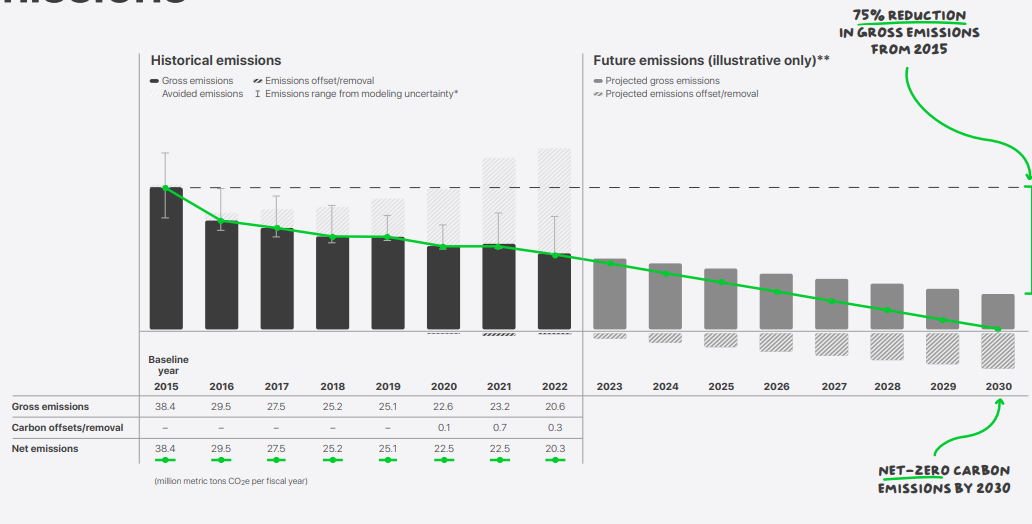 75% REDUCTION
IN GROSS EMISSIONS
FROM 2015
Historical emissions
Gross emissions Emissions offset/removal
Avoided emissions Emissions range from modeling uncertainty*
Future emissions (illustrative only)**
Projected gross emissions
Projected emissions offset/removal
Baseline
year
2015 2016 2017 2018 2019 2020 2021 2022 2023 2024 2025 2026 2027 2028 2029 2030
Gross emissions 38.4 29.5 27.5 25.2 25.1 22.6 23.2 20.6
Carbon offsets/removal – – – – – 0.1 0.7 0.3
Net emissions 38.4 29.5 27.5 25.2 25.1 22.5 22.5 20.3
(million metric tons CO₂e per fiscal year)
NET-ZERO CARBON
EMISSIONS BY 2030